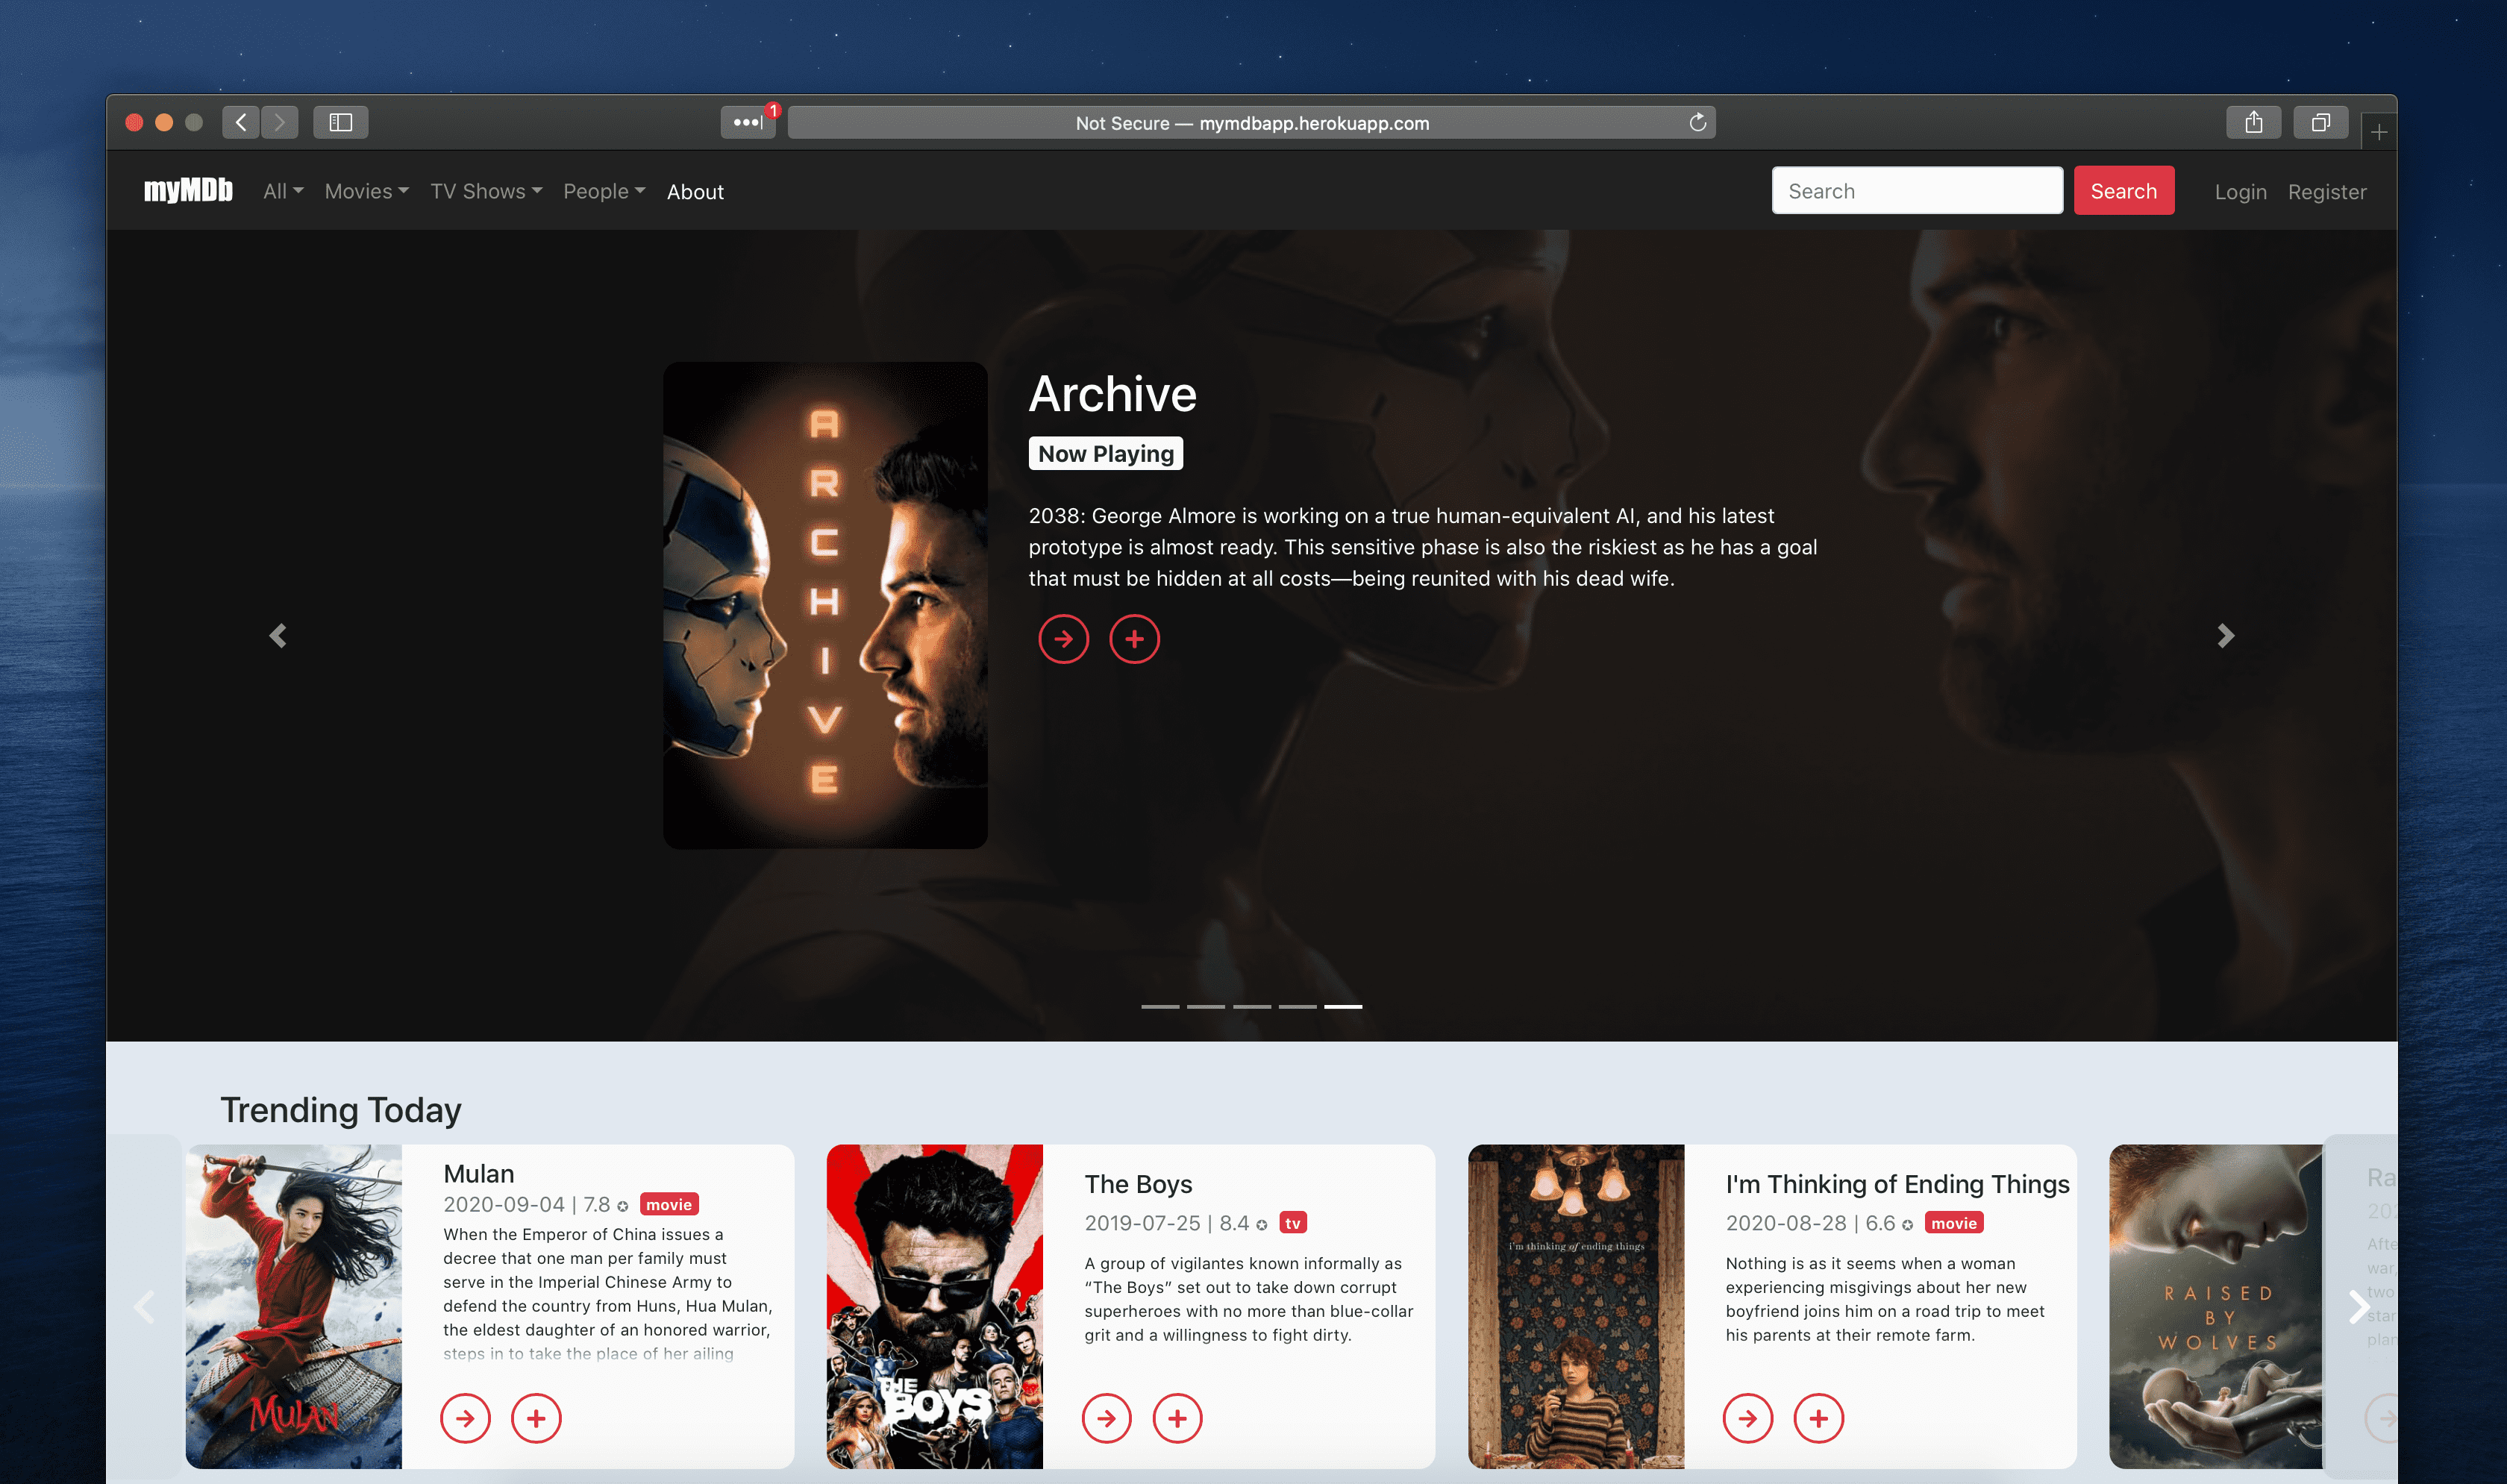 1
Not Secure — mymdbapp.herokuapp.com
myMDb All Movies TV Shows People About Search Search Login Register
ARCHIVE
Archive
Now Playing
2038: George Almore is working on a true human-equivalent AI, and his latest
prototype is almost ready. This sensitive phase is also the riskiest as he has a goal
that must be hidden at all costs—being reunited with his dead wife.
Trending Today
MULAN
Mulan
2020-09-04 | 7.8 movie
When the Emperor of China issues a
decree that one man per family must
serve in the Imperial Chinese Army to
defend the country from Huns, Hua Mulan,
the eldest daughter of an honored warrior,
steps in to take the place of her ailing
THE
BOYS
The Boys
2019-07-25 | 8.4 tv
A group of vigilantes known informally as
“The Boys” set out to take down corrupt
superheroes with no more than blue-collar
grit and a willingness to fight dirty.
i'm thinking of ending things
I'm Thinking of Ending Things
2020-08-28 | 6.6 movie
Nothing is as it seems when a woman
experiencing misgivings about her new
boyfriend joins him on a road trip to meet
his parents at their remote farm.
RAISED
BY
WOLVES
Ra
20
Afte
war,
two
star
plan